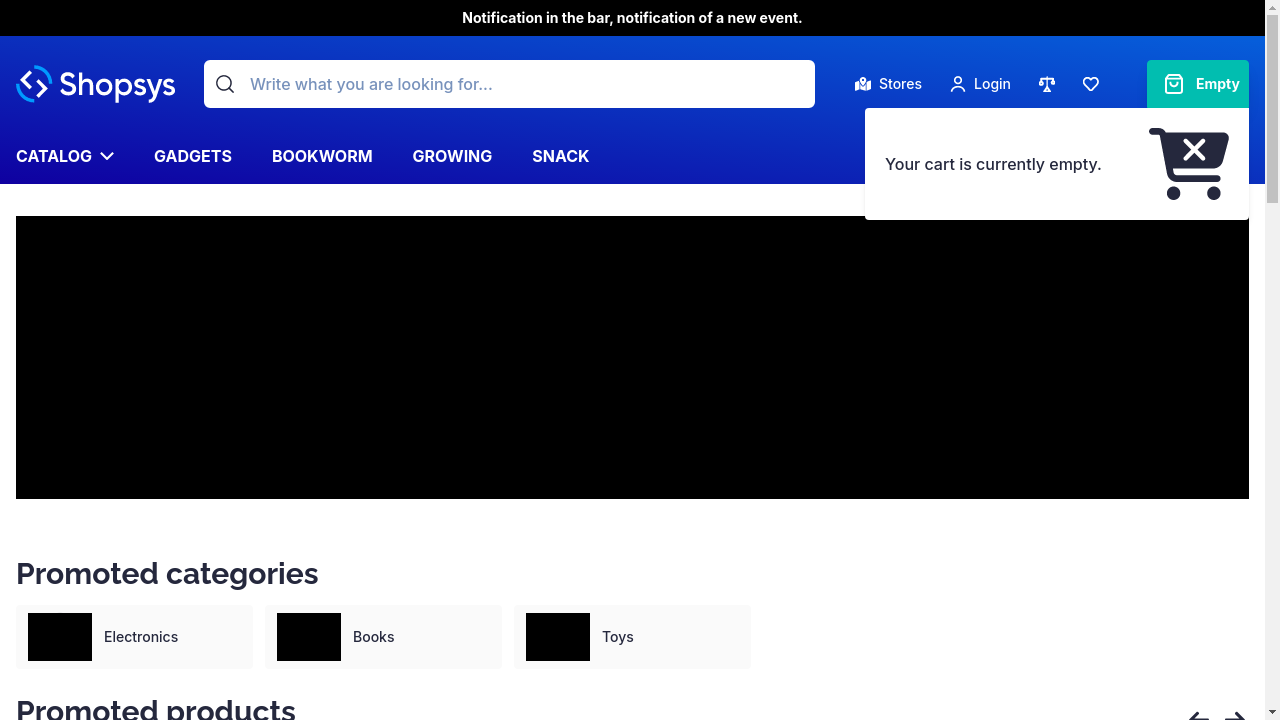 Notification in the bar, notification of a new event.
Shopsys
Write what you are looking for...
Stores
Login
Empty
Your cart is currently empty.
CATALOG
GADGETS
BOOKWORM
GROWING
SNACK
Promoted categories
Electronics
Books
Toys
Promoted products